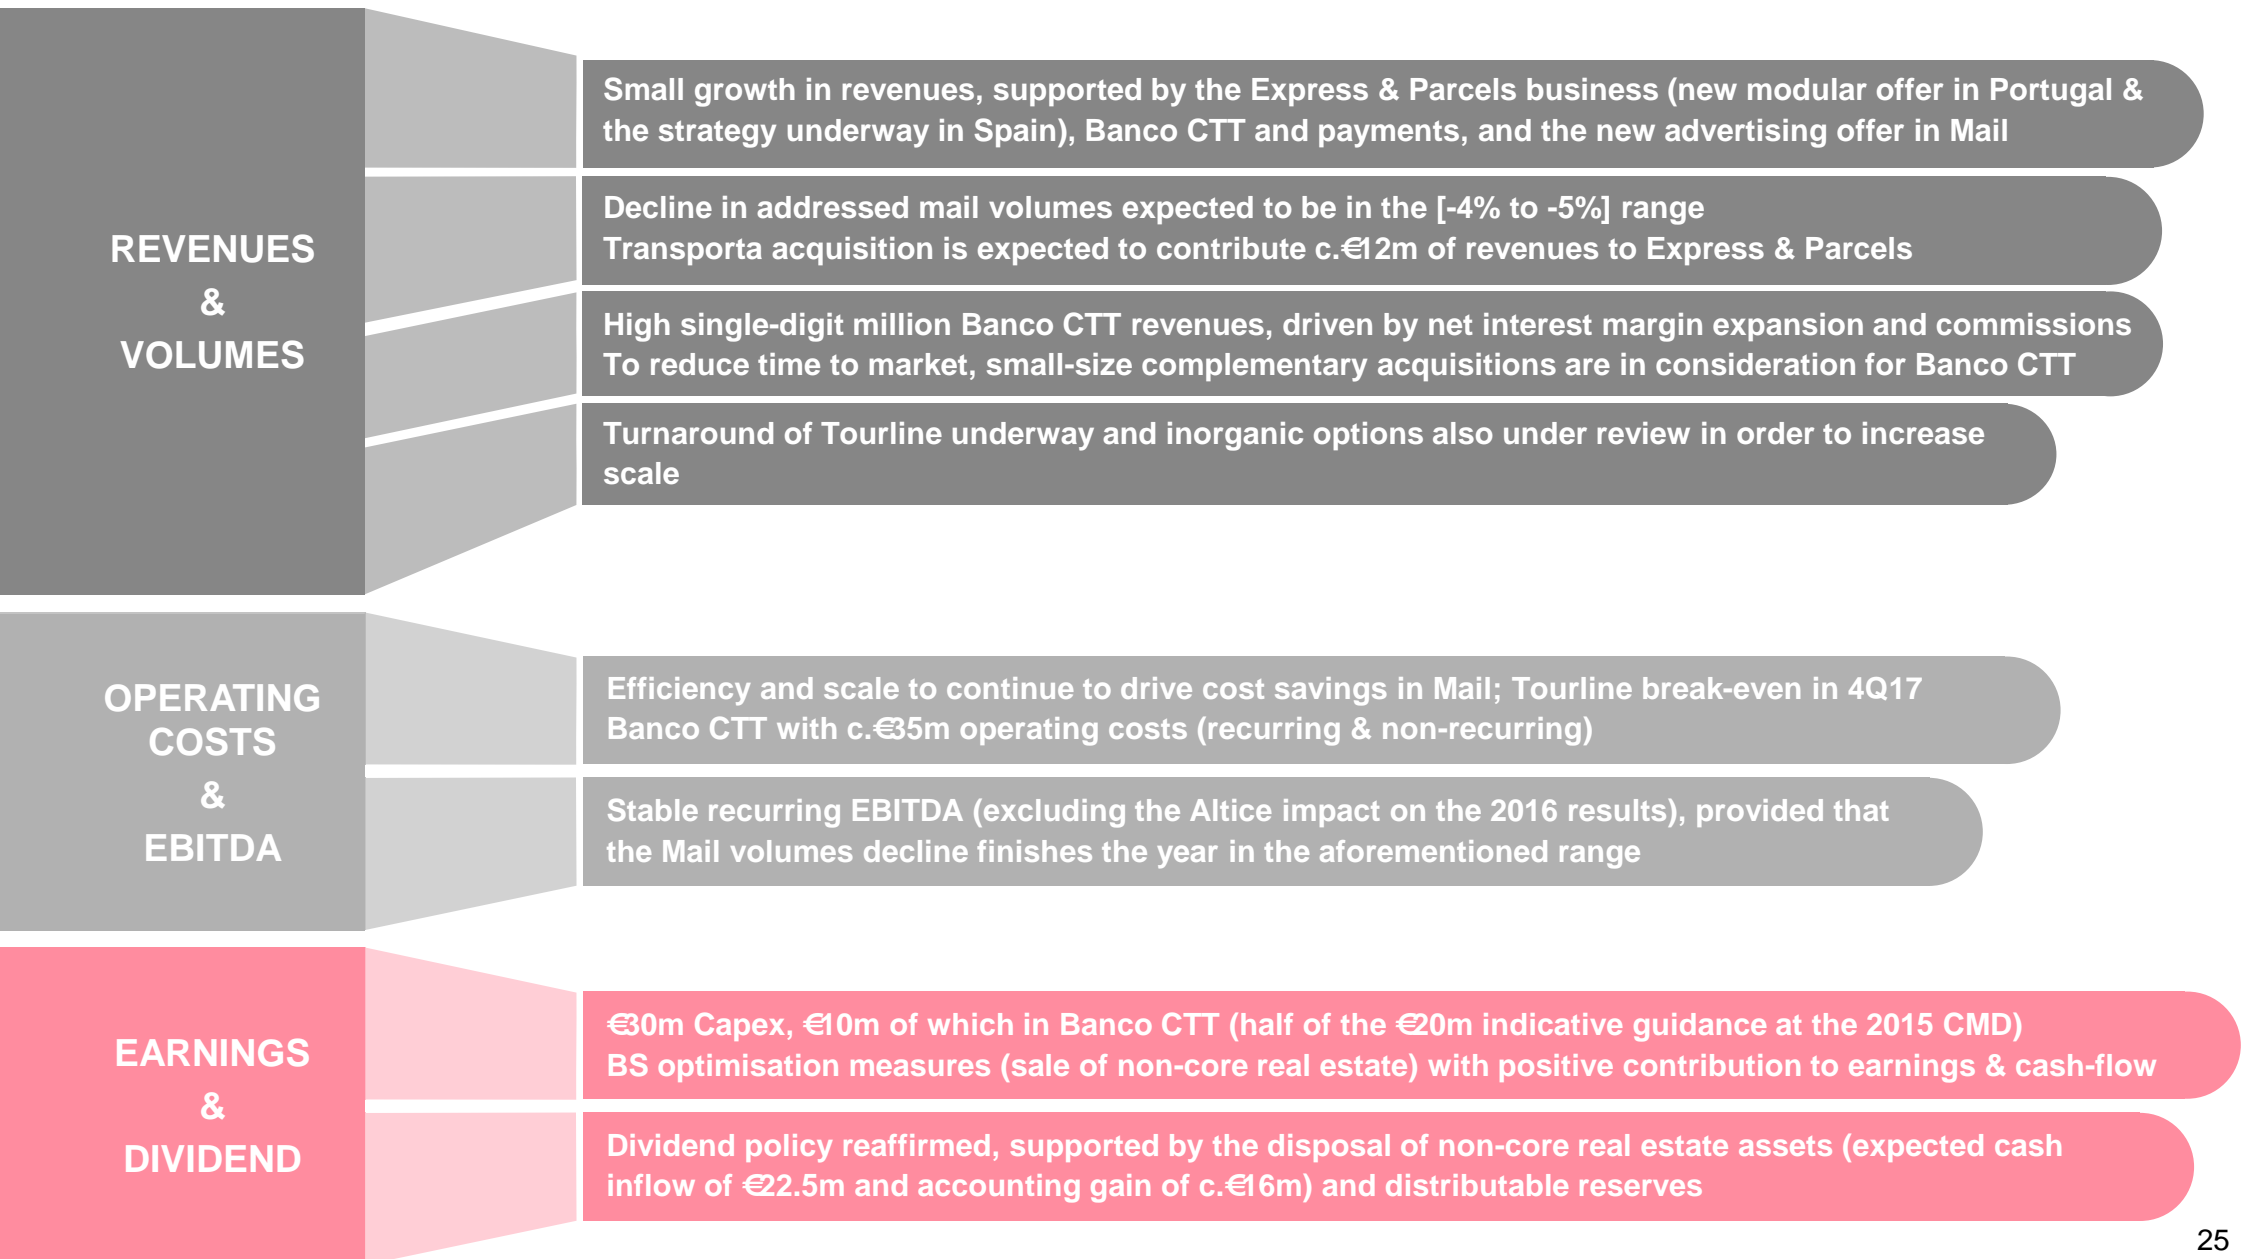 REVENUES
&
VOLUMES
Small growth in revenues, supported by the Express & Parcels business (new modular offer in Portugal &
the strategy underway in Spain), Banco CTT and payments, and the new advertising offer in Mail
Decline in addressed mail volumes expected to be in the [-4% to -5%] range
Transporta acquisition is expected to contribute c.€12m of revenues to Express & Parcels
High single-digit million Banco CTT revenues, driven by net interest margin expansion and commissions
To reduce time to market, small-size complementary acquisitions are in consideration for Banco CTT
Turnaround of Tourline underway and inorganic options also under review in order to increase
scale
OPERATING
COSTS
&
EBITDA
Efficiency and scale to continue to drive cost savings in Mail; Tourline break-even in 4Q17
Banco CTT with c.€35m operating costs (recurring & non-recurring)
Stable recurring EBITDA (excluding the Altice impact on the 2016 results), provided that
the Mail volumes decline finishes the year in the aforementioned range
EARNINGS
&
DIVIDEND
€30m Capex, €10m of which in Banco CTT (half of the €20m indicative guidance at the 2015 CMD)
BS optimisation measures (sale of non-core real estate) with positive contribution to earnings & cash-flow
Dividend policy reaffirmed, supported by the disposal of non-core real estate assets (expected cash
inflow of €22.5m and accounting gain of c.€16m) and distributable reserves
25